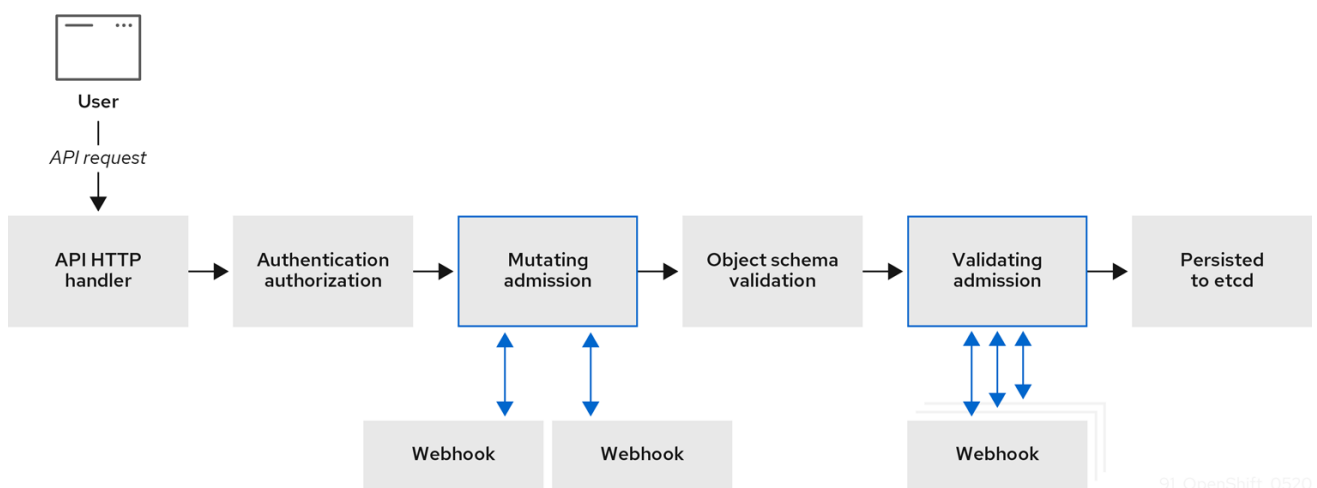 User
API request
API HTTP
handler
Authentication
authorization
Mutating
admission
Object schema
validation
Validating
admission
Persisted
to etcd
Webhook
Webhook
Webhook
91_OpenShift_0520